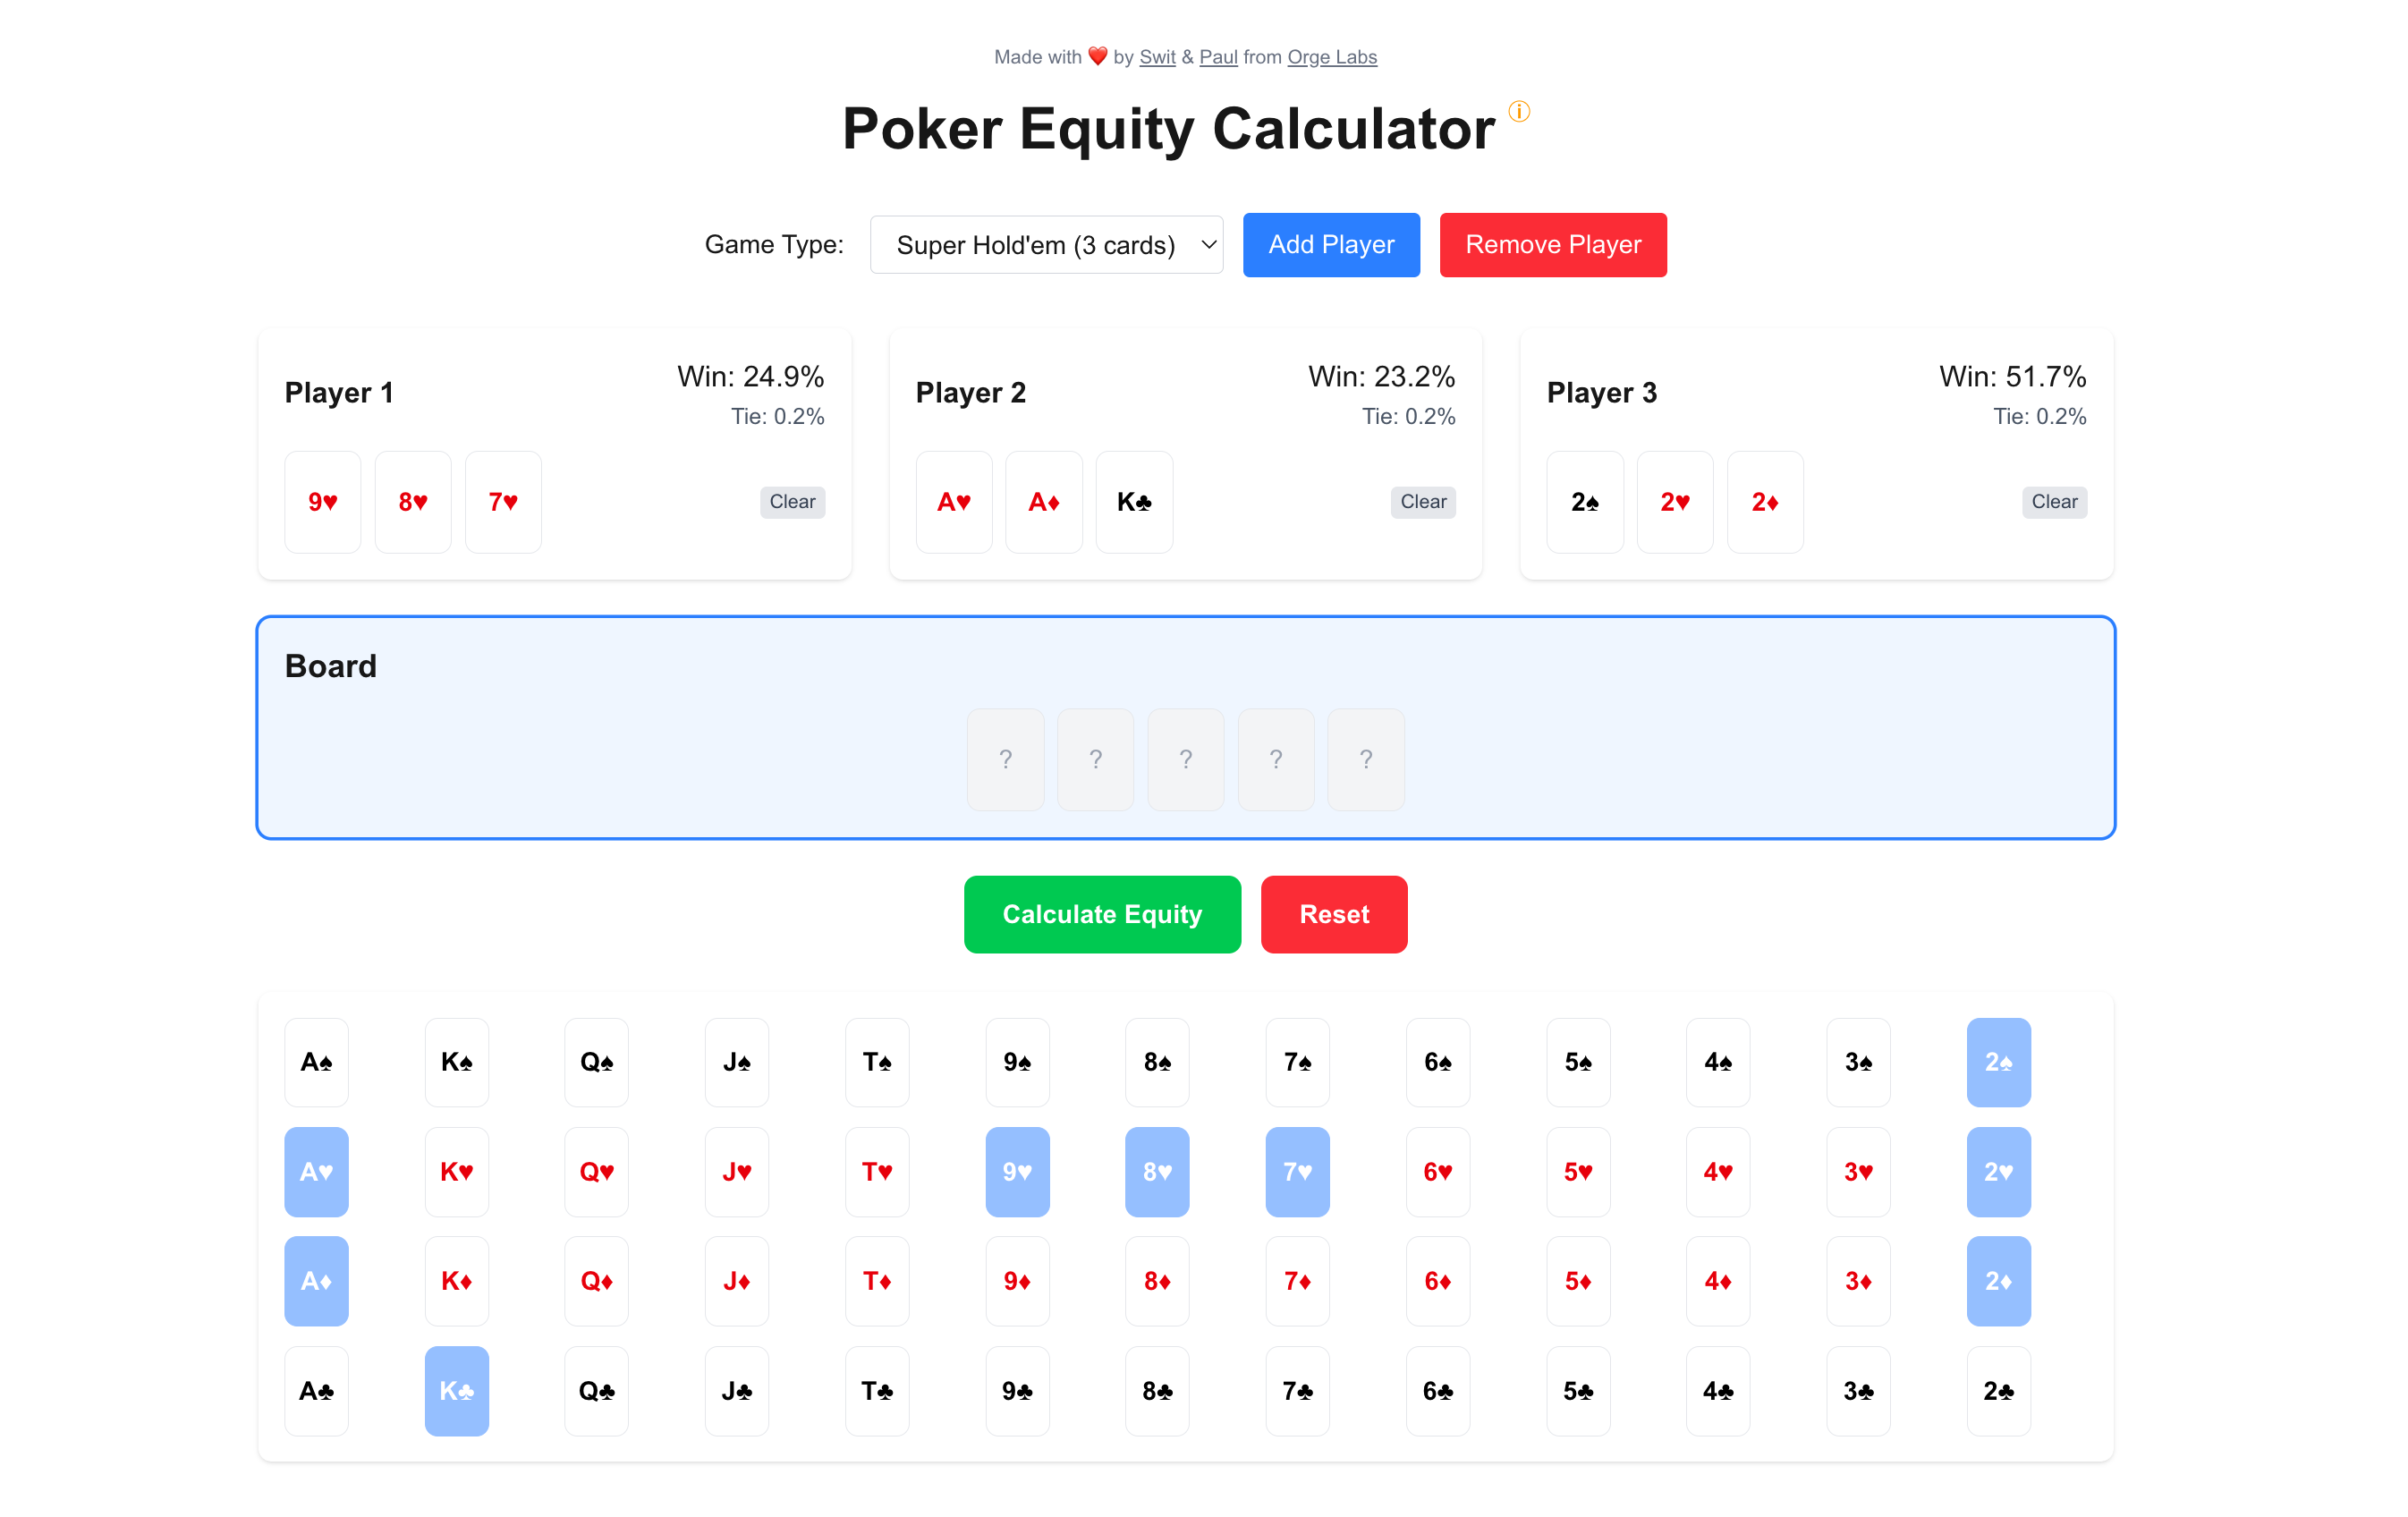 Made with ❤️ by Swit & Paul from Orge Labs
Poker Equity Calculator ⓘ
Game Type: Super Hold'em (3 cards) Add Player Remove Player
Player 1 Win: 24.9% Tie: 0.2%
9♥ 8♥ 7♥ Clear
Player 2 Win: 23.2% Tie: 0.2%
A♥ A♦ K♣ Clear
Player 3 Win: 51.7% Tie: 0.2%
2♠ 2♥ 2♦ Clear
Board
? ? ? ? ?
Calculate Equity Reset
A♠ K♠ Q♠ J♠ T♠ 9♠ 8♠ 7♠ 6♠ 5♠ 4♠ 3♠ 2♠
A♥ K♥ Q♥ J♥ T♥ 9♥ 8♥ 7♥ 6♥ 5♥ 4♥ 3♥ 2♥
A♦ K♦ Q♦ J♦ T♦ 9♦ 8♦ 7♦ 6♦ 5♦ 4♦ 3♦ 2♦
A♣ K♣ Q♣ J♣ T♣ 9♣ 8♣ 7♣ 6♣ 5♣ 4♣ 3♣ 2♣